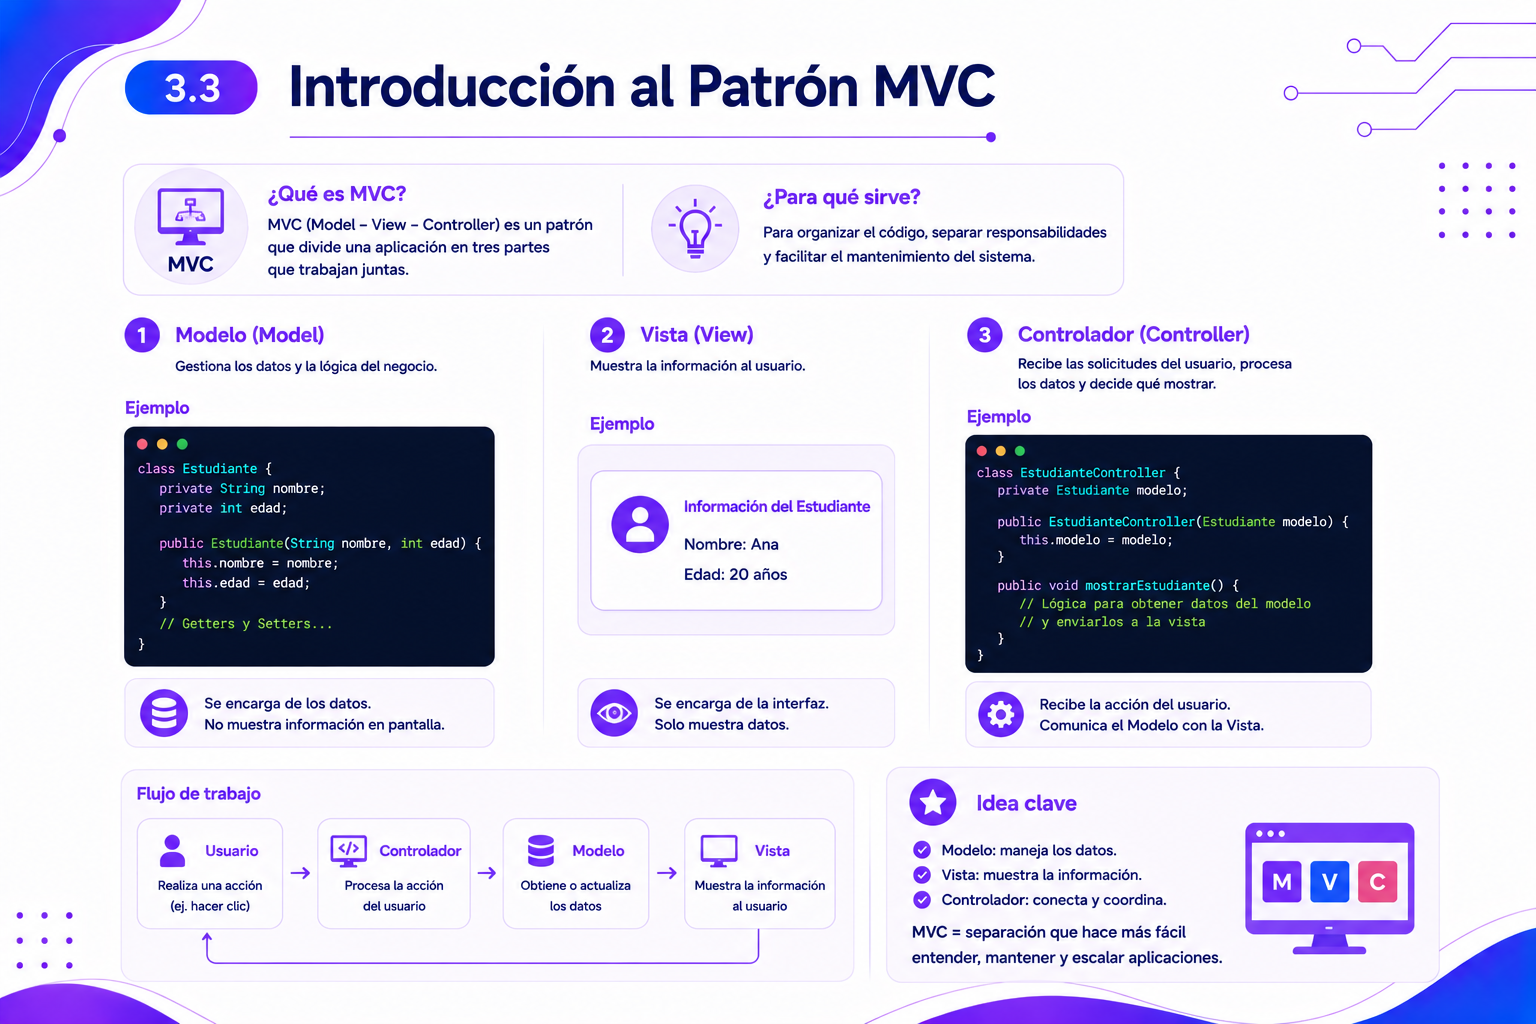 3.3
Introducción al Patrón MVC
MVC
¿Qué es MVC?
MVC (Model – View – Controller) es un patrón
que divide una aplicación en tres partes
que trabajan juntas.
¿Para qué sirve?
Para organizar el código, separar responsabilidades
y facilitar el mantenimiento del sistema.
1 Modelo (Model)
Gestiona los datos y la lógica del negocio.
Ejemplo
class Estudiante {
private String nombre;
private int edad;
public Estudiante(String nombre, int edad) {
this.nombre = nombre;
this.edad = edad;
}
// Getters y Setters...
}
Se encarga de los datos.
No muestra información en pantalla.
2 Vista (View)
Muestra la información al usuario.
Ejemplo
Información del Estudiante
Nombre: Ana
Edad: 20 años
Se encarga de la interfaz.
Solo muestra datos.
3 Controlador (Controller)
Recibe las solicitudes del usuario, procesa
los datos y decide qué mostrar.
Ejemplo
class EstudianteController {
private Estudiante modelo;
public EstudianteController(Estudiante modelo) {
this.modelo = modelo;
}
public void mostrarEstudiante() {
// Lógica para obtener datos del modelo
// y enviarlos a la vista
}
}
Recibe la acción del usuario.
Comunica el Modelo con la Vista.
Flujo de trabajo
Usuario
Realiza una acción
(ej. hacer clic)
</> Controlador
Procesa la acción
del usuario
Modelo
Obtiene o actualiza
los datos
Vista
Muestra la información
al usuario
Idea clave
Modelo: maneja los datos.
Vista: muestra la información.
Controlador: conecta y coordina.
MVC = separación que hace más fácil
entender, mantener y escalar aplicaciones.
M V C